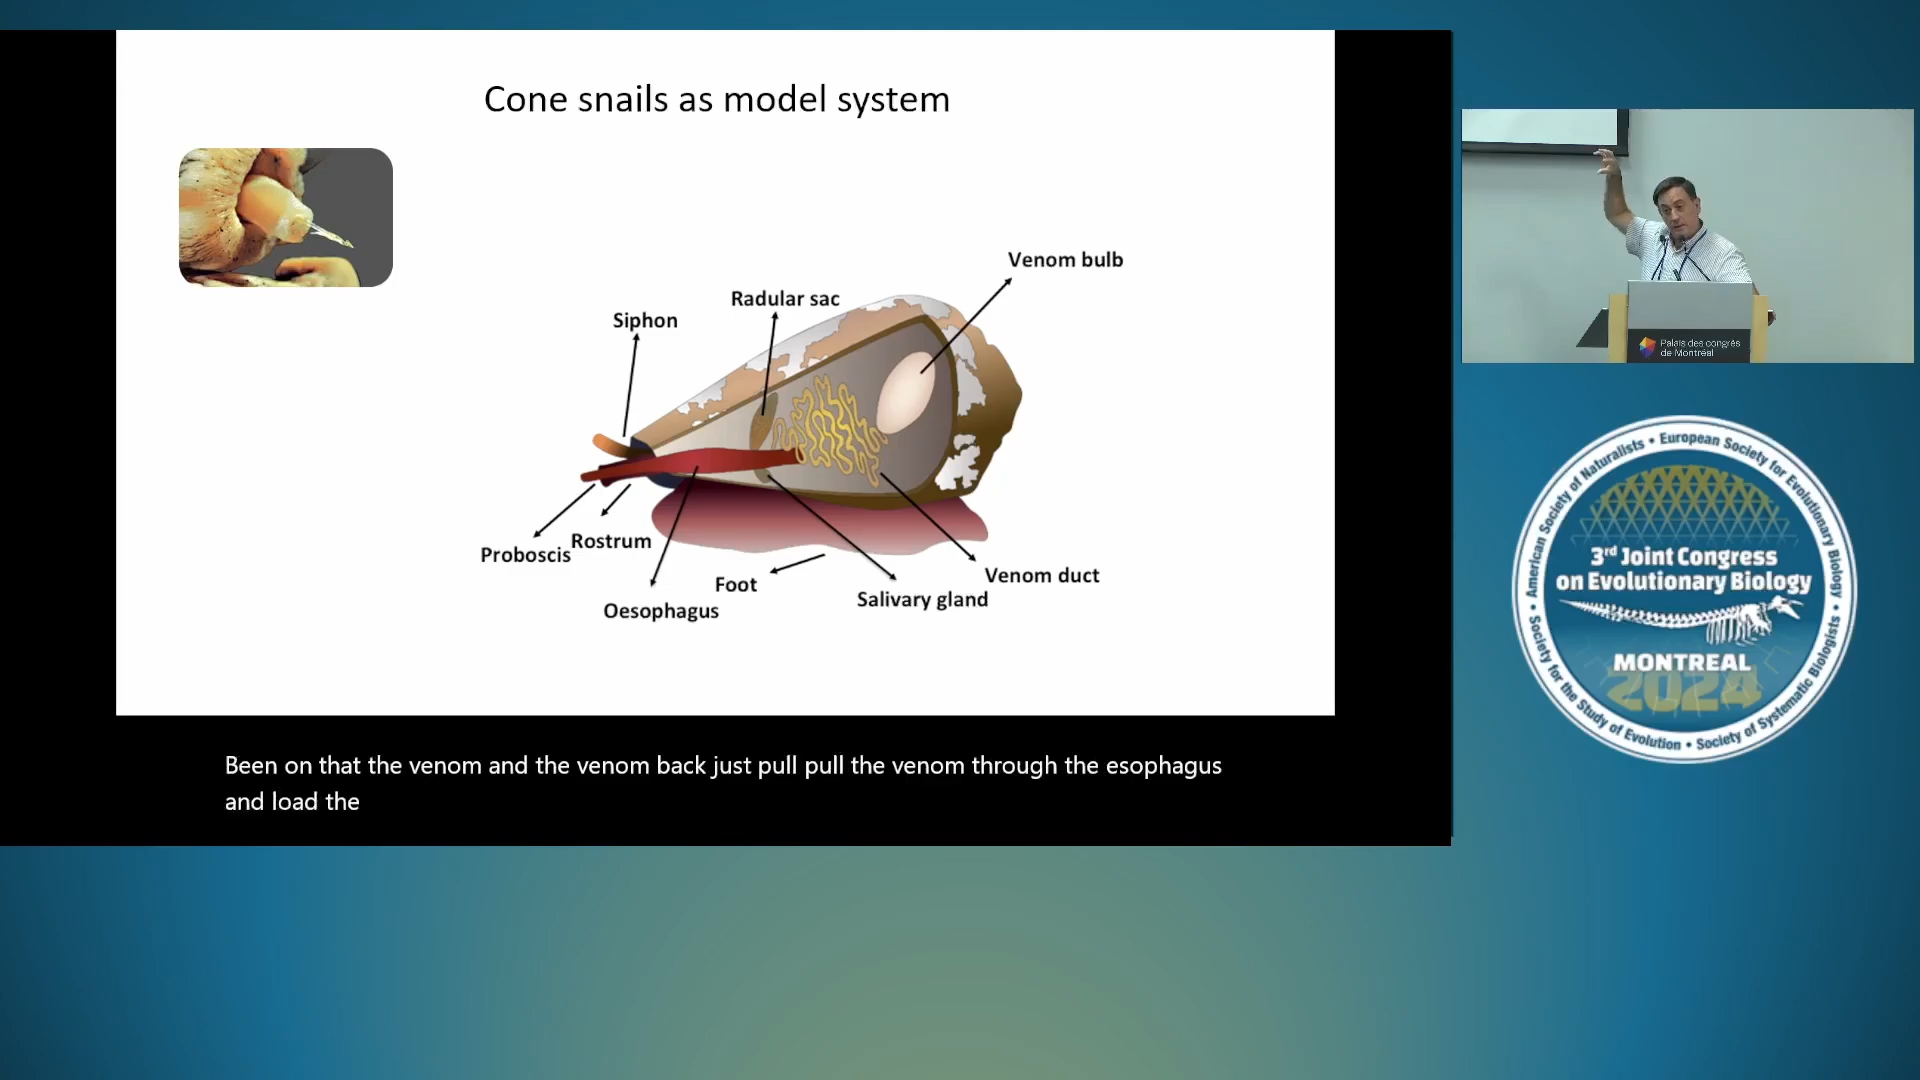 Cone snails as model system
Venom bulb
Radular sac
Siphon
Proboscis
Rostrum
Oesophagus
Foot
Salivary gland
Venom duct
Been on that the venom and the venom back just pull pull the venom through the esophagus
and load the
Palais des congrès
de Montréal
American Society of Naturalists • European Society for Evolutionary Biology •
Society for the Study of Evolution • Society of Systematic Biologists •
3rd Joint Congress
on Evolutionary Biology
MONTREAL
2024